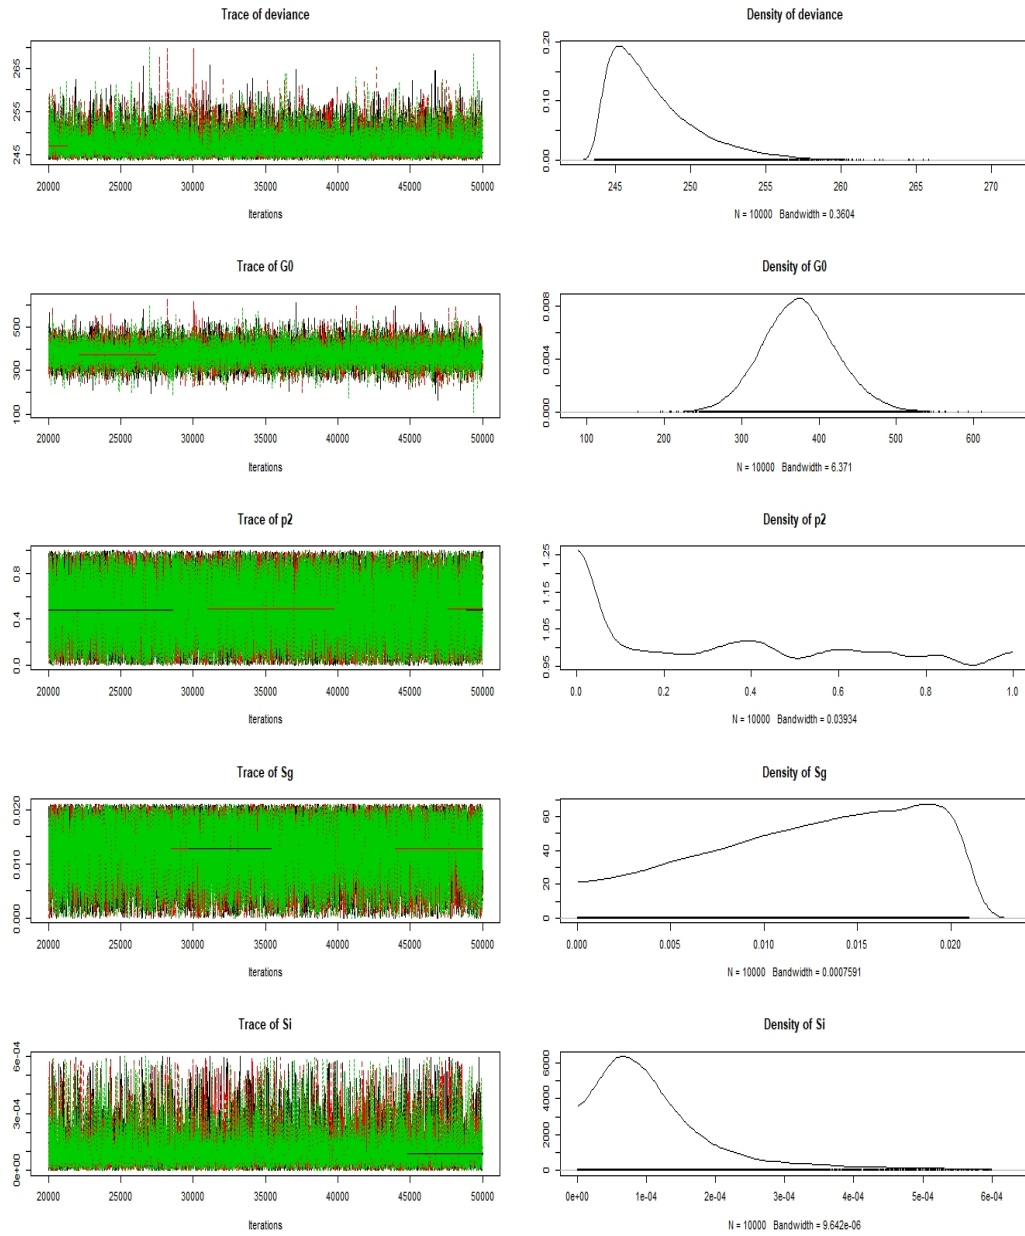 Trace of deviance
Density of deviance
245 255 265
20000 25000 30000 35000 40000 45000 50000
Iterations
0.00 0.10 0.20
245 250 255 260 265 270
N = 10000 Bandwidth = 0.3604
Trace of G0
Density of G0
100 300 500
20000 25000 30000 35000 40000 45000 50000
Iterations
0.000 0.004 0.008
100 200 300 400 500 600
N = 10000 Bandwidth = 6.371
Trace of p2
Density of p2
0.0 0.4 0.8
20000 25000 30000 35000 40000 45000 50000
Iterations
0.95 1.05 1.15 1.25
0.0 0.2 0.4 0.6 0.8 1.0
N = 10000 Bandwidth = 0.03934
Trace of Sg
Density of Sg
0.000 0.010 0.020
20000 25000 30000 35000 40000 45000 50000
Iterations
0 20 40 60
0.000 0.005 0.010 0.015 0.020
N = 10000 Bandwidth = 0.0007591
Trace of Si
Density of Si
0e+00 3e-04 6e-04
20000 25000 30000 35000 40000 45000 50000
Iterations
0 2000 4000 6000
0e+00 1e-04 2e-04 3e-04 4e-04 5e-04 6e-04
N = 10000 Bandwidth = 9.642e-06